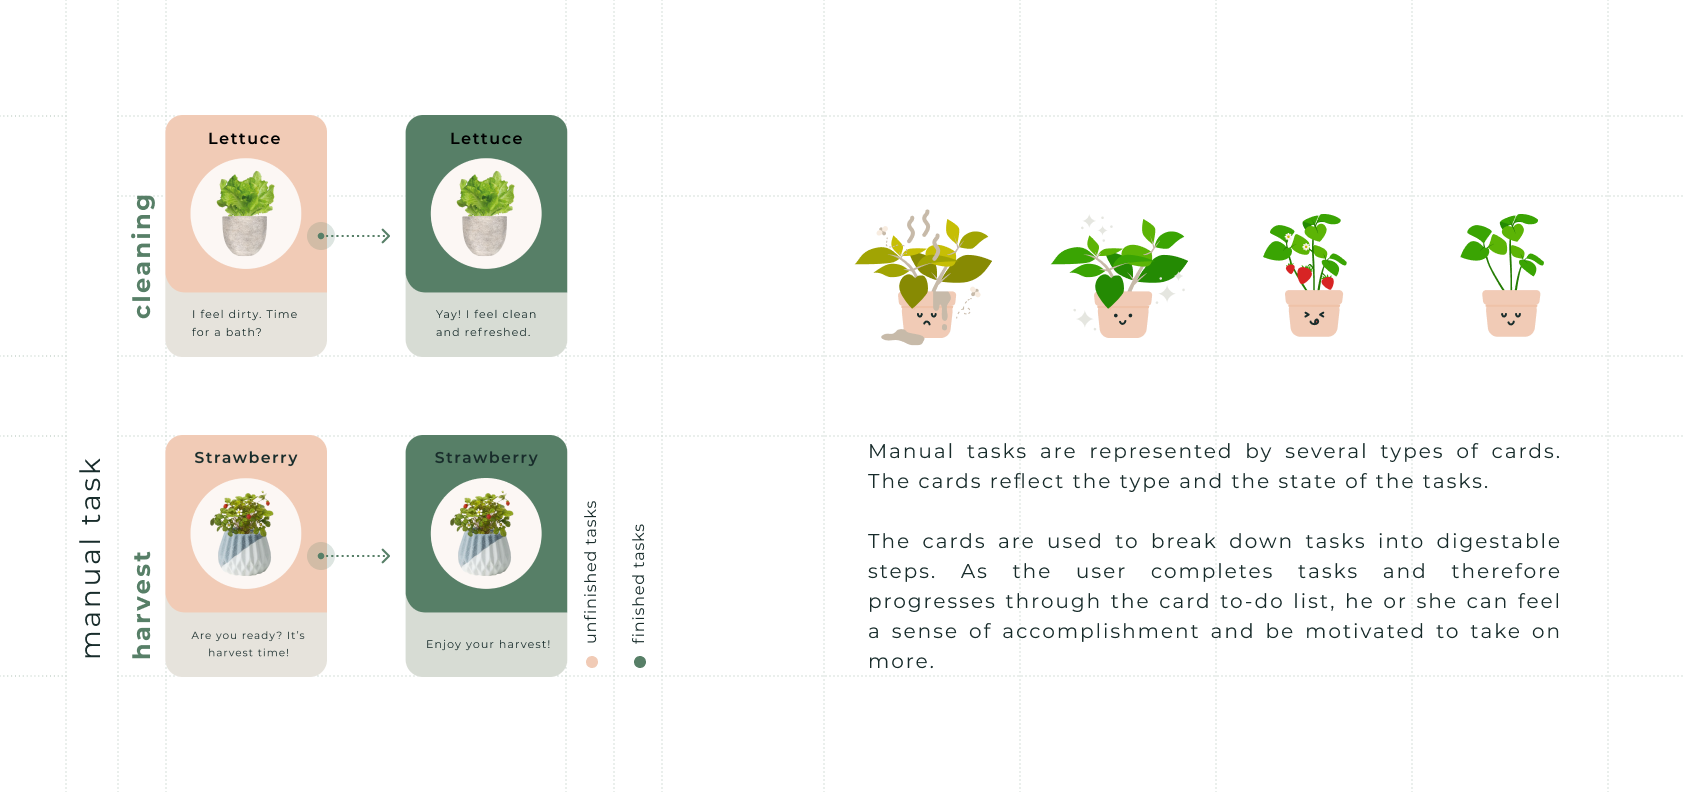 manual task
cleaning
Lettuce
I feel dirty. Time
for a bath?
Lettuce
Yay! I feel clean
and refreshed.
harvest
Strawberry
Are you ready? It's
harvest time!
Strawberry
Enjoy your harvest!
unfinished tasks
finished tasks
Manual tasks are represented by several types of cards.
The cards reflect the type and the state of the tasks.
The cards are used to break down tasks into digestable
steps. As the user completes tasks and therefore
progresses through the card to-do list, he or she can feel
a sense of accomplishment and be motivated to take on
more.